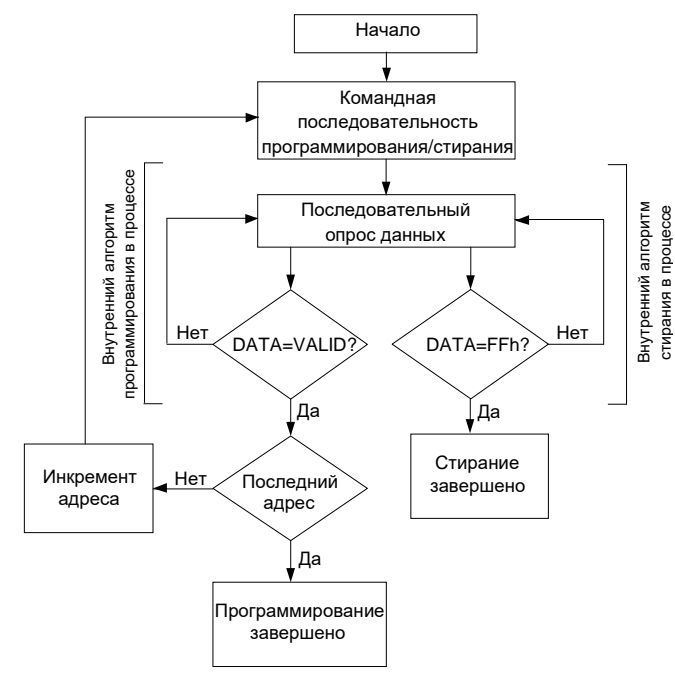 Начало
Командная
последовательность
программирования/стирания
Внутренний алгоритм
программирования в процессе
Последовательный
опрос данных
Внутренний алгоритм
стирания в процессе
Нет
DATA=VALID?
DATA=FFh?
Нет
Да
Да
Инкремент
адреса
Нет
Последний
адрес
Стирание
завершено
Да
Программирование
завершено